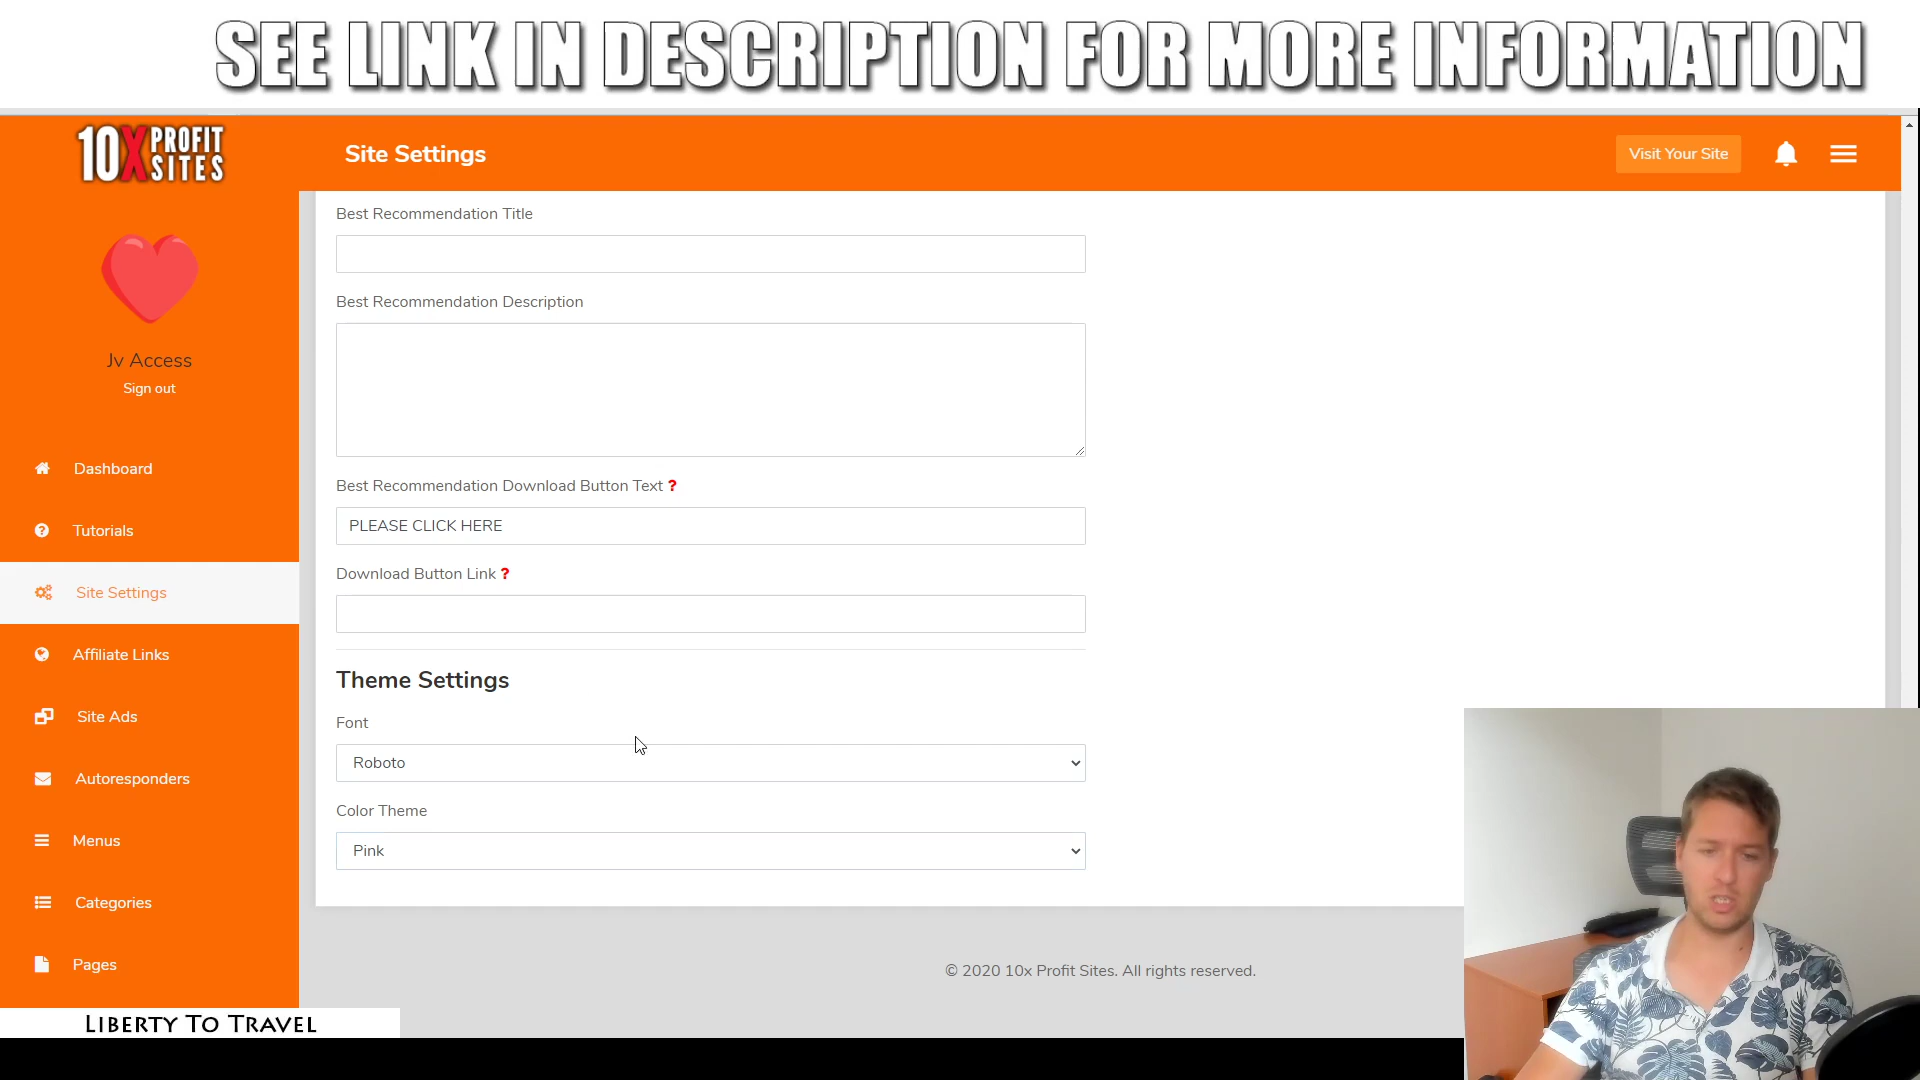 SEE LINK IN DESCRIPTION FOR MORE INFORMATION
10X PROFIT SITES
Site Settings
Visit Your Site
Best Recommendation Title
Best Recommendation Description
Jv Access
Sign out
Dashboard
Best Recommendation Download Button Text ?
PLEASE CLICK HERE
Tutorials
Download Button Link ?
Site Settings
Affiliate Links
Theme Settings
Site Ads
Font
Roboto
Autoresponders
Color Theme
Menus
Pink
Categories
Pages
© 2020 10x Profit Sites. All rights reserved.
LIBERTY TO TRAVEL